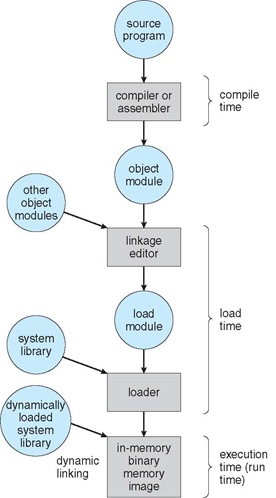 source
program
compiler or
assembler
compile
time
object
module
other
object
modules
linkage
editor
load
module
load
time
system
library
loader
dynamically
loaded
system
library
dynamic
linking
in-memory
binary
memory
image
execution
time (run
time)